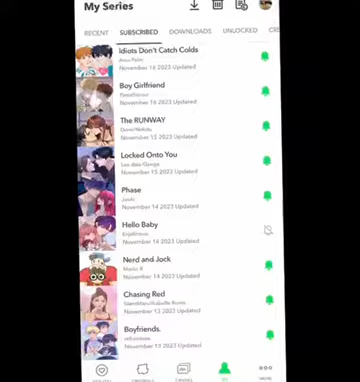 My Series
RECENT SUBSCRIBED DOWNLOADS UNLOCKED
Idiots Don't Catch Colds
November 16 2023 Updated
Boy Girlfriend
November 16 2023 Updated
The RUNWAY
November 15 2023 Updated
Locked Onto You
November 15 2023 Updated
Phase
November 14 2023 Updated
Hello Baby
November 14 2023 Updated
Nerd and Jock
Marko R
November 14 2023 Updated
Chasing Red
November 13 2023 Updated
Boyfriends.
refrainbow
November 13 2023 Updated
MY
MORE